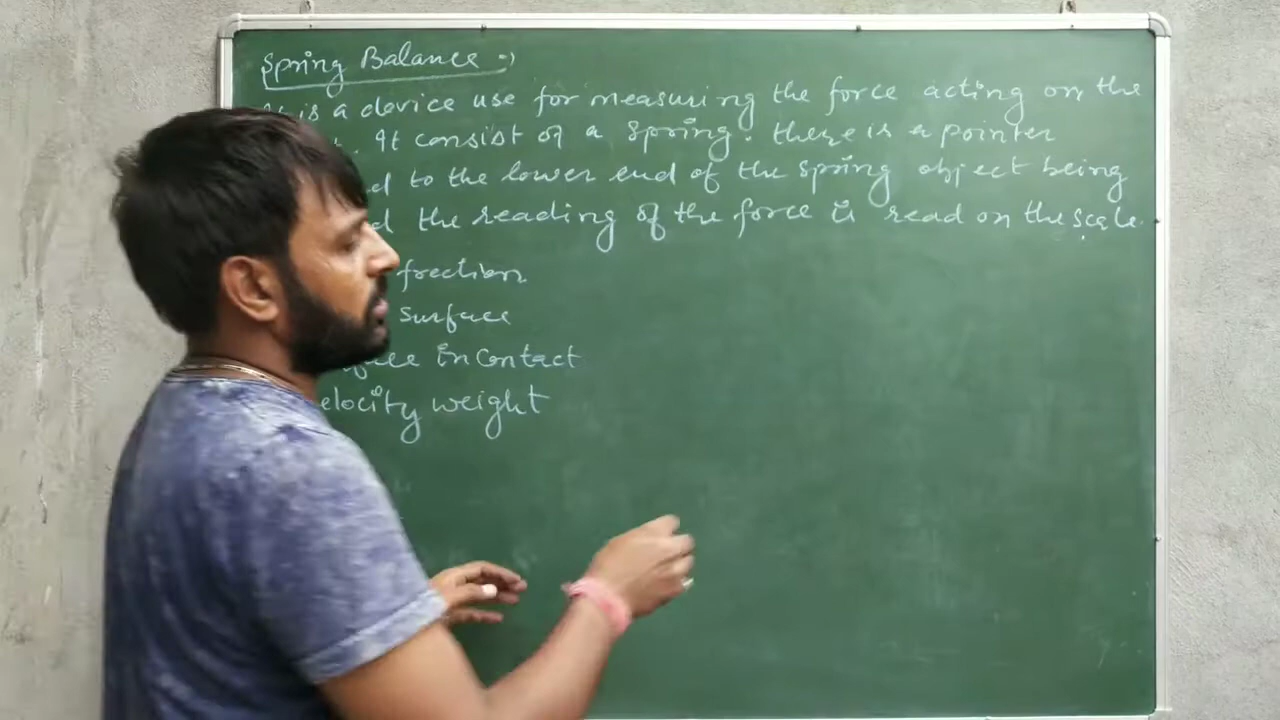 Spring Balance :-)
is a device use for measuring the force acting on the
It consist of a spring. there is a pointer
to the lower end of the spring object being
the reading of the force is read on the scale.
frection
surface
in contact
elocity weight